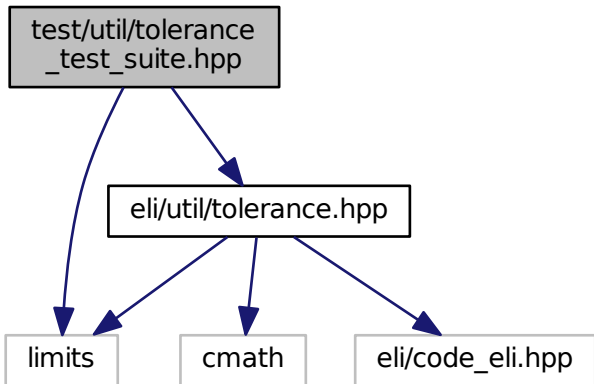 test/util/tolerance
_test_suite.hpp
eli/util/tolerance.hpp
limits
cmath
eli/code_eli.hpp